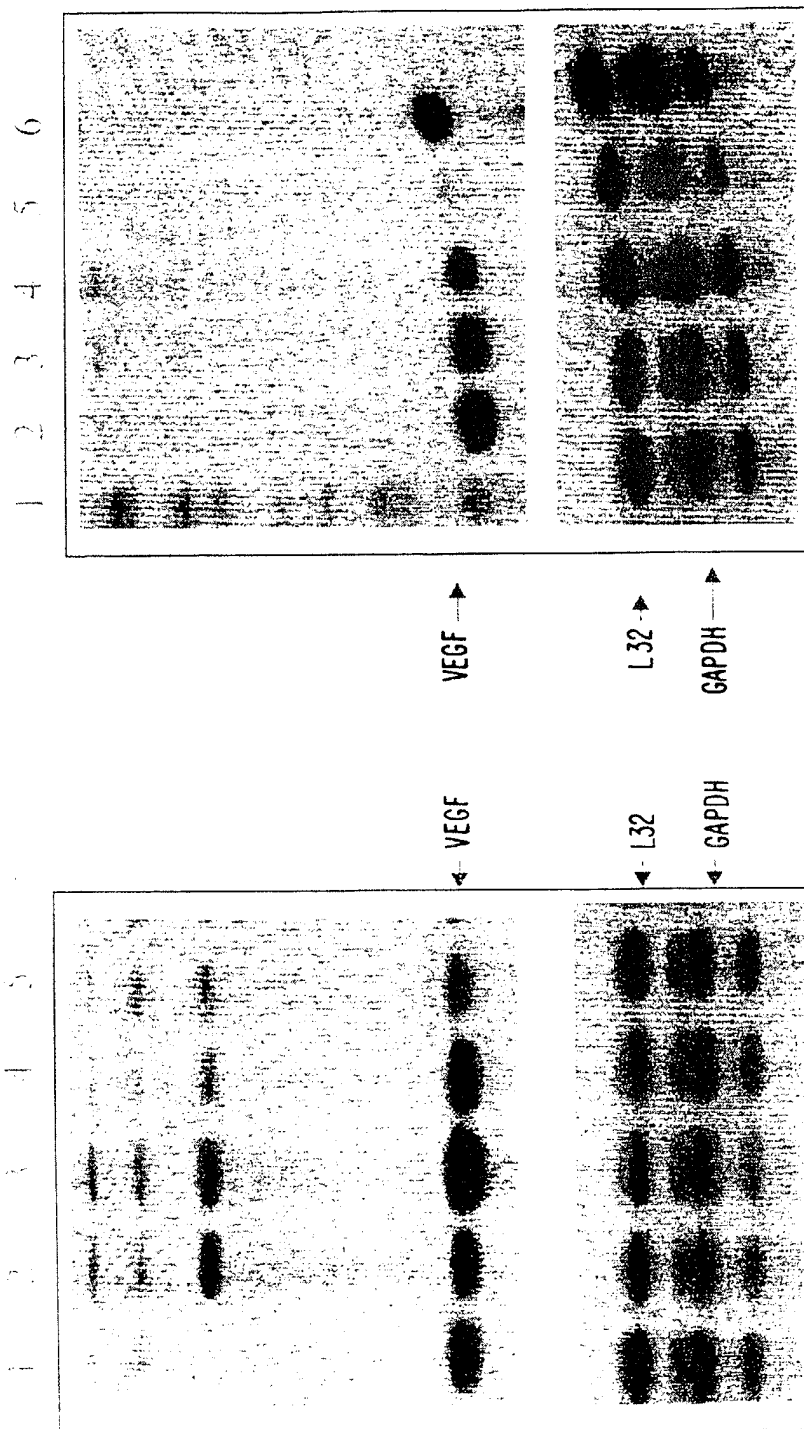 1 2 3 4 5 6
VEGF →
L32 →
GAPDH →
← VEGF
← L32
← GAPDH
1 2 3 4 5